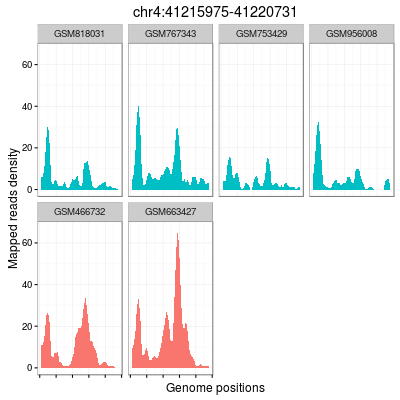 chr4:41215975-41220731
GSM818031 GSM767343 GSM753429 GSM956008
60
40
20
0
Mapped reads density
GSM466732 GSM663427
60
40
20
0
Genome positions